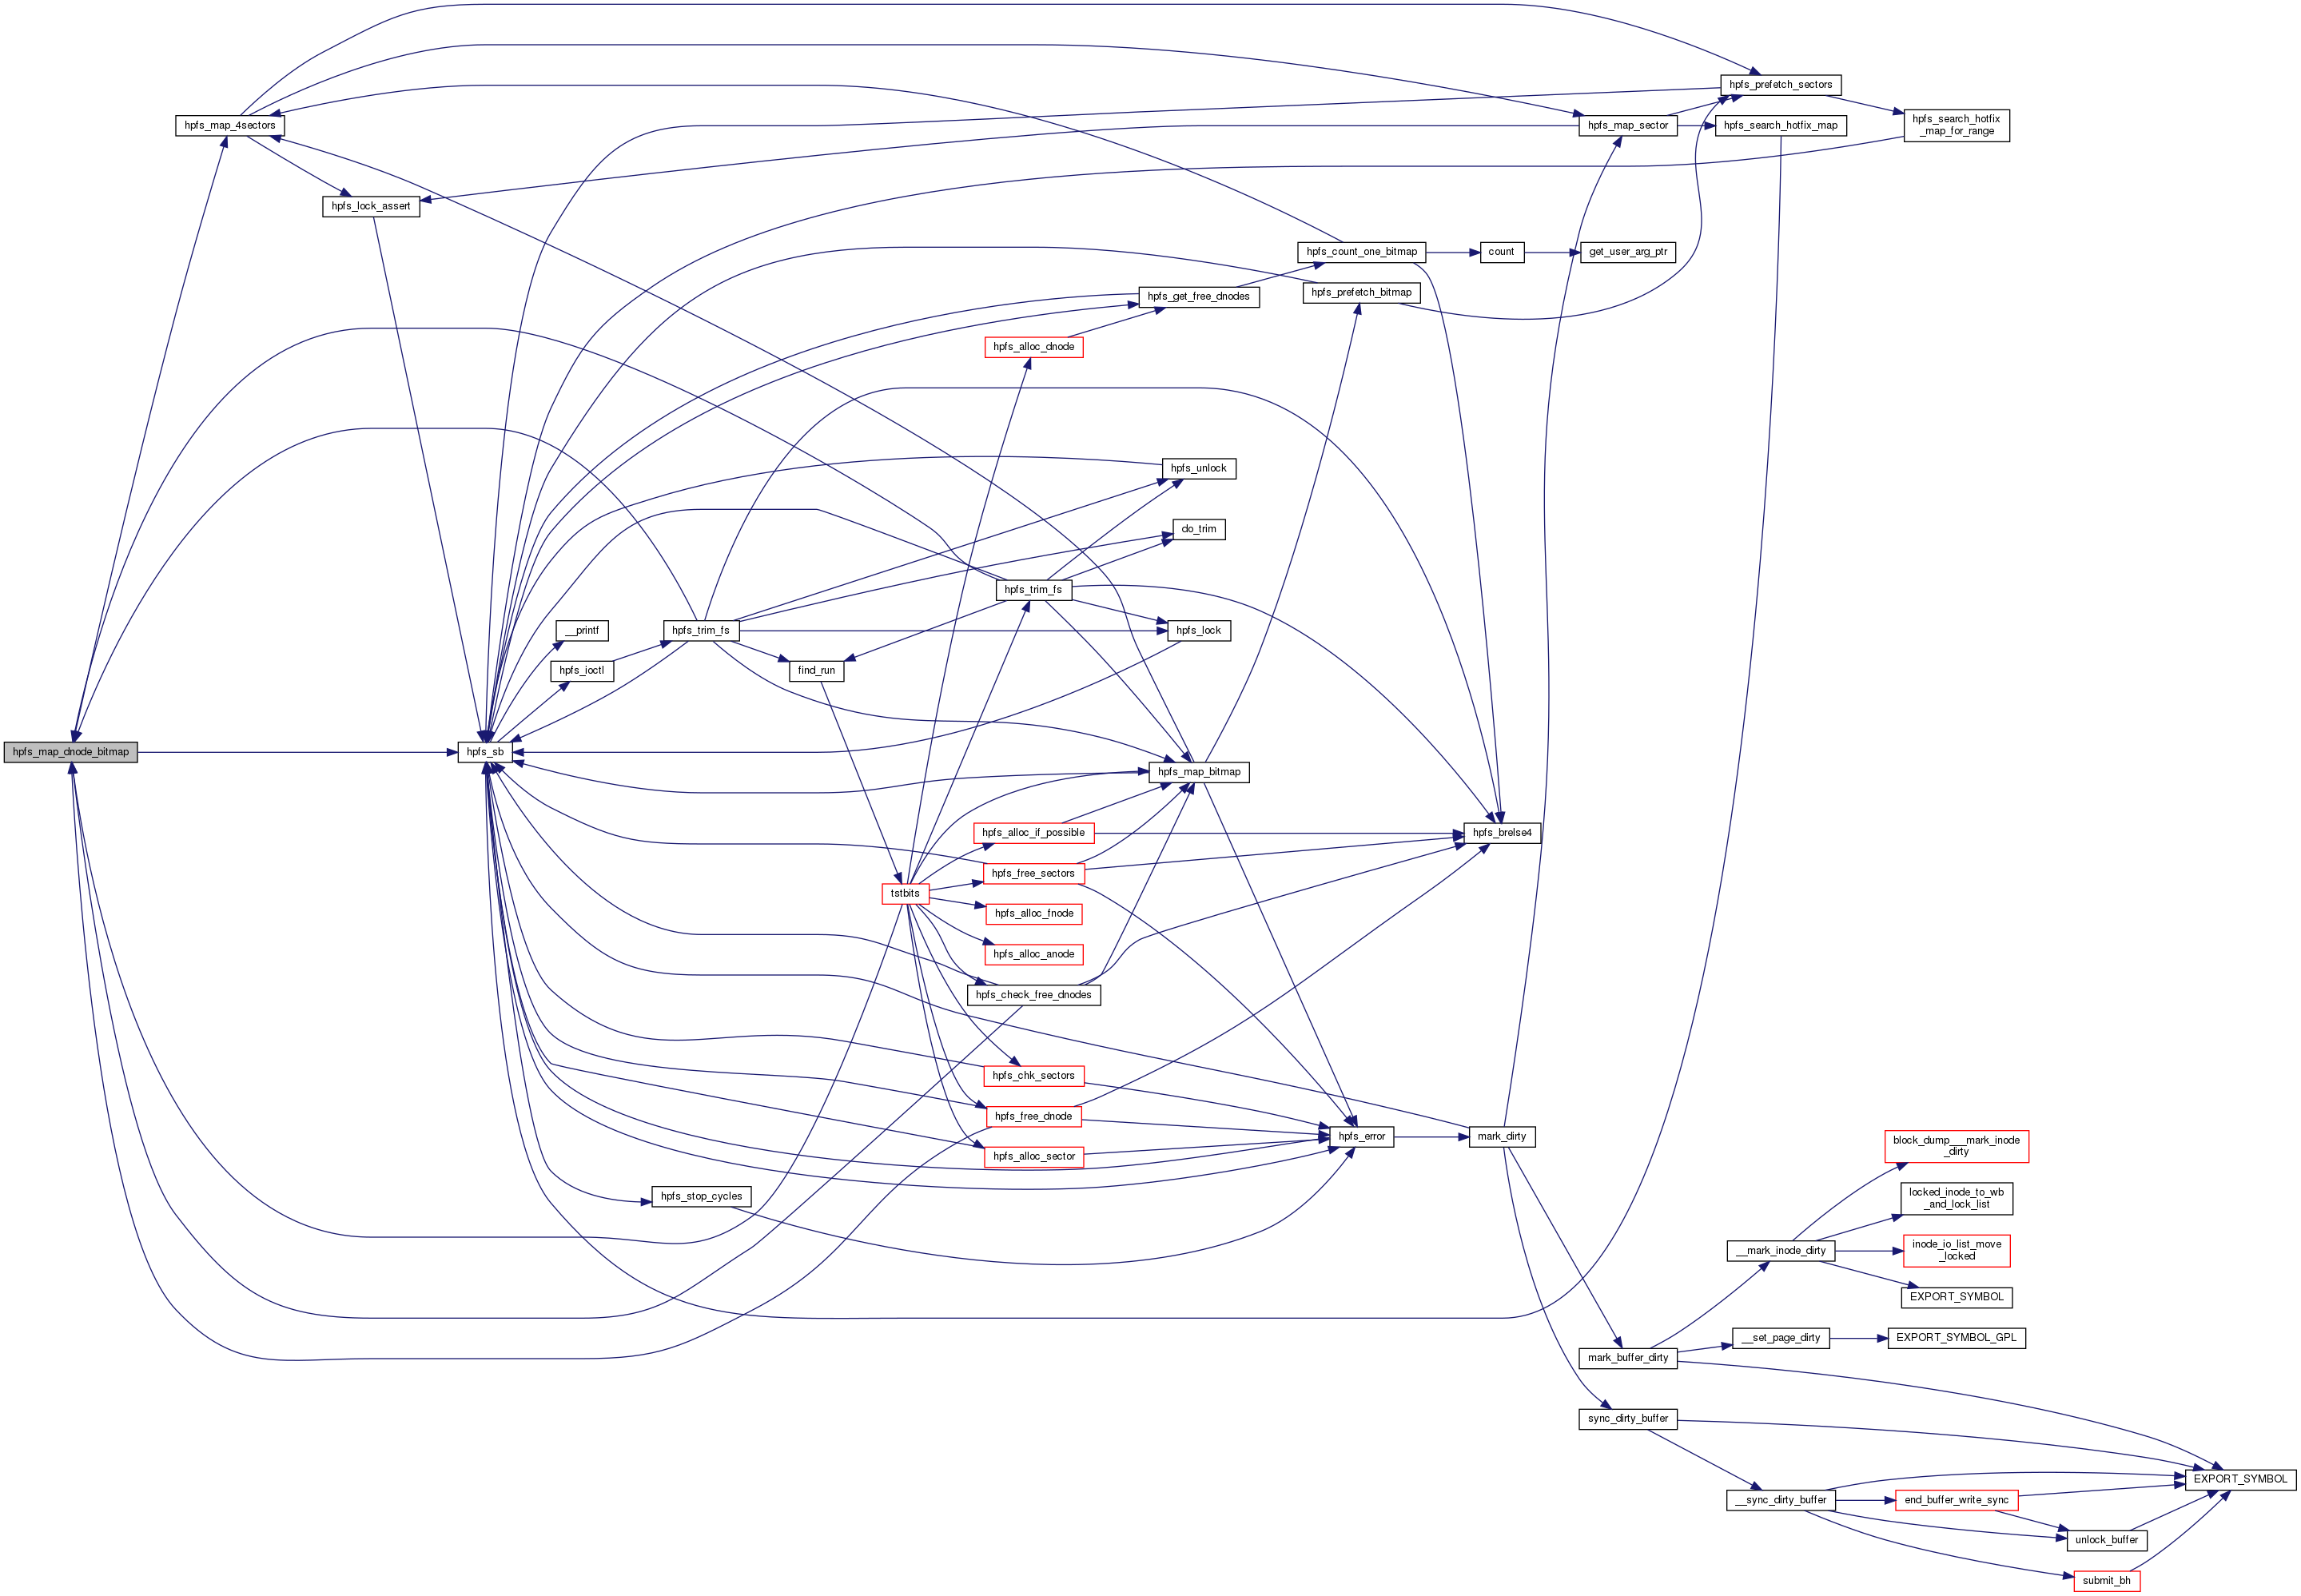 hpfs_prefetch_sectors
hpfs_map_4sectors
hpfs_map_sector
hpfs_search_hotfix_map
hpfs_search_hotfix
_map_for_range
hpfs_lock_assert
hpfs_count_one_bitmap
count
get_user_arg_ptr
hpfs_get_free_dnodes
hpfs_prefetch_bitmap
hpfs_alloc_dnode
hpfs_unlock
do_trim
hpfs_trim_fs
__printf
hpfs_trim_fs
hpfs_lock
hpfs_ioctl
find_run
hpfs_map_dnode_bitmap
hpfs_sb
hpfs_map_bitmap
hpfs_alloc_if_possible
hpfs_brelse4
hpfs_free_sectors
tstbits
hpfs_alloc_fnode
hpfs_alloc_anode
hpfs_check_free_dnodes
hpfs_chk_sectors
hpfs_free_dnode
hpfs_error
mark_dirty
hpfs_alloc_sector
block_dump___mark_inode
_dirty
hpfs_stop_cycles
locked_inode_to_wb
_and_lock_list
__mark_inode_dirty
inode_io_list_move
_locked
EXPORT_SYMBOL
__set_page_dirty
EXPORT_SYMBOL_GPL
mark_buffer_dirty
sync_dirty_buffer
EXPORT_SYMBOL
__sync_dirty_buffer
end_buffer_write_sync
unlock_buffer
submit_bh